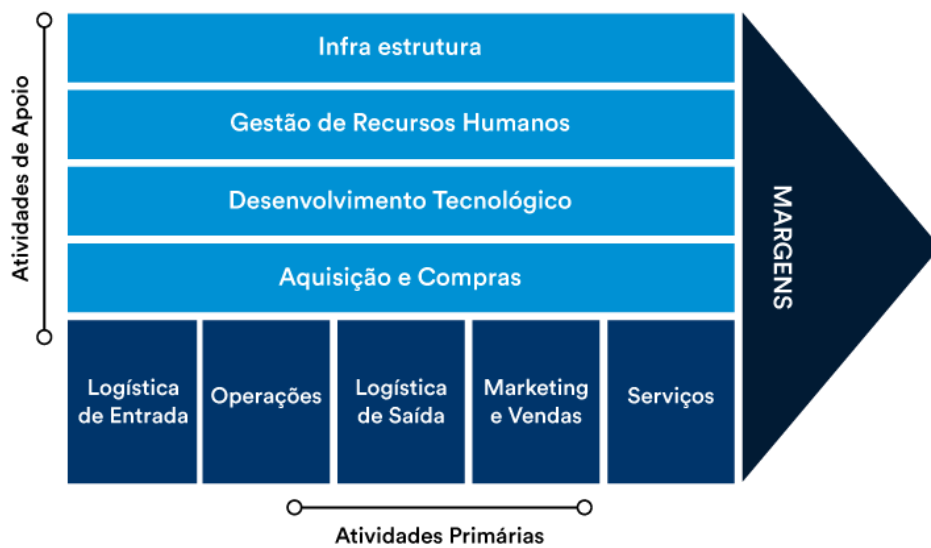 Atividades de Apoio
Infra estrutura
Gestão de Recursos Humanos
Desenvolvimento Tecnológico
Aquisição e Compras
Logística
de Entrada
Operações
Logística
de Saída
Marketing
e Vendas
Serviços
MARGENS
Atividades Primárias